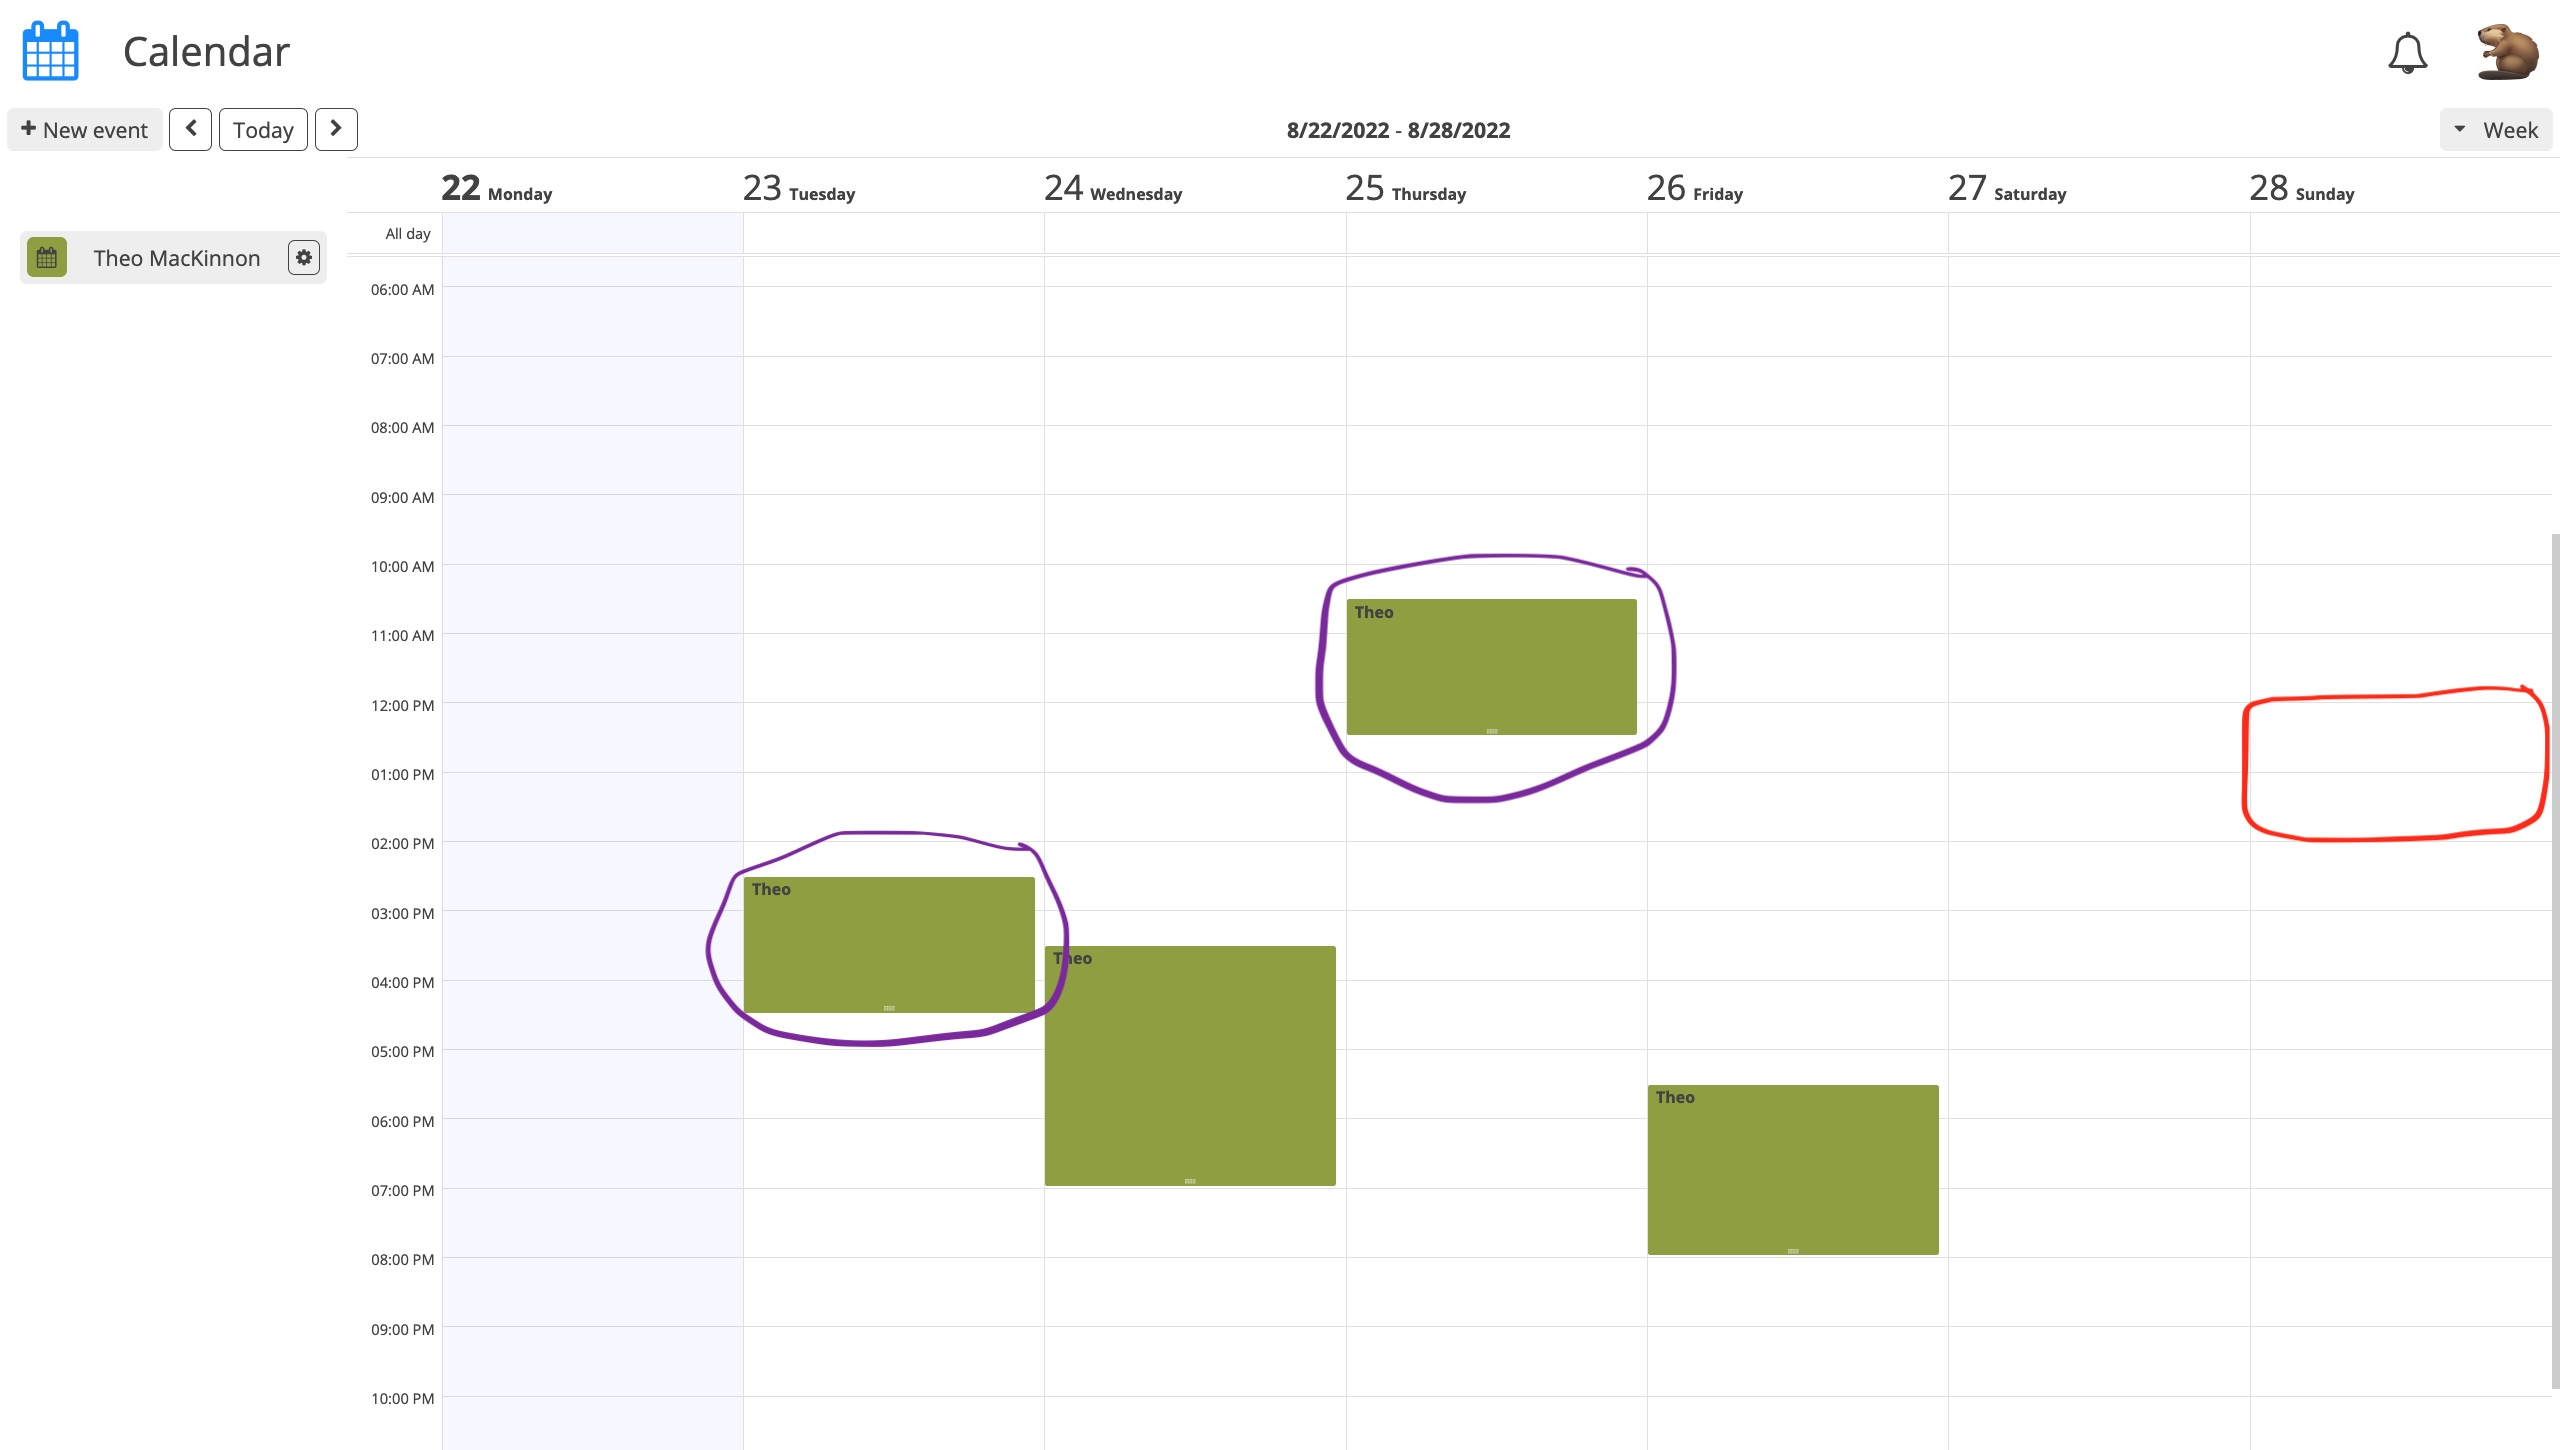 Calendar
New event
Today
8/22/2022 - 8/28/2022
Week
22 Monday
23 Tuesday
24 Wednesday
25 Thursday
26 Friday
27 Saturday
28 Sunday
All day
Theo MacKinnon
06:00 AM
07:00 AM
08:00 AM
09:00 AM
10:00 AM
Theo
11:00 AM
12:00 PM
01:00 PM
02:00 PM
Theo
03:00 PM
Theo
04:00 PM
05:00 PM
Theo
06:00 PM
07:00 PM
08:00 PM
09:00 PM
10:00 PM